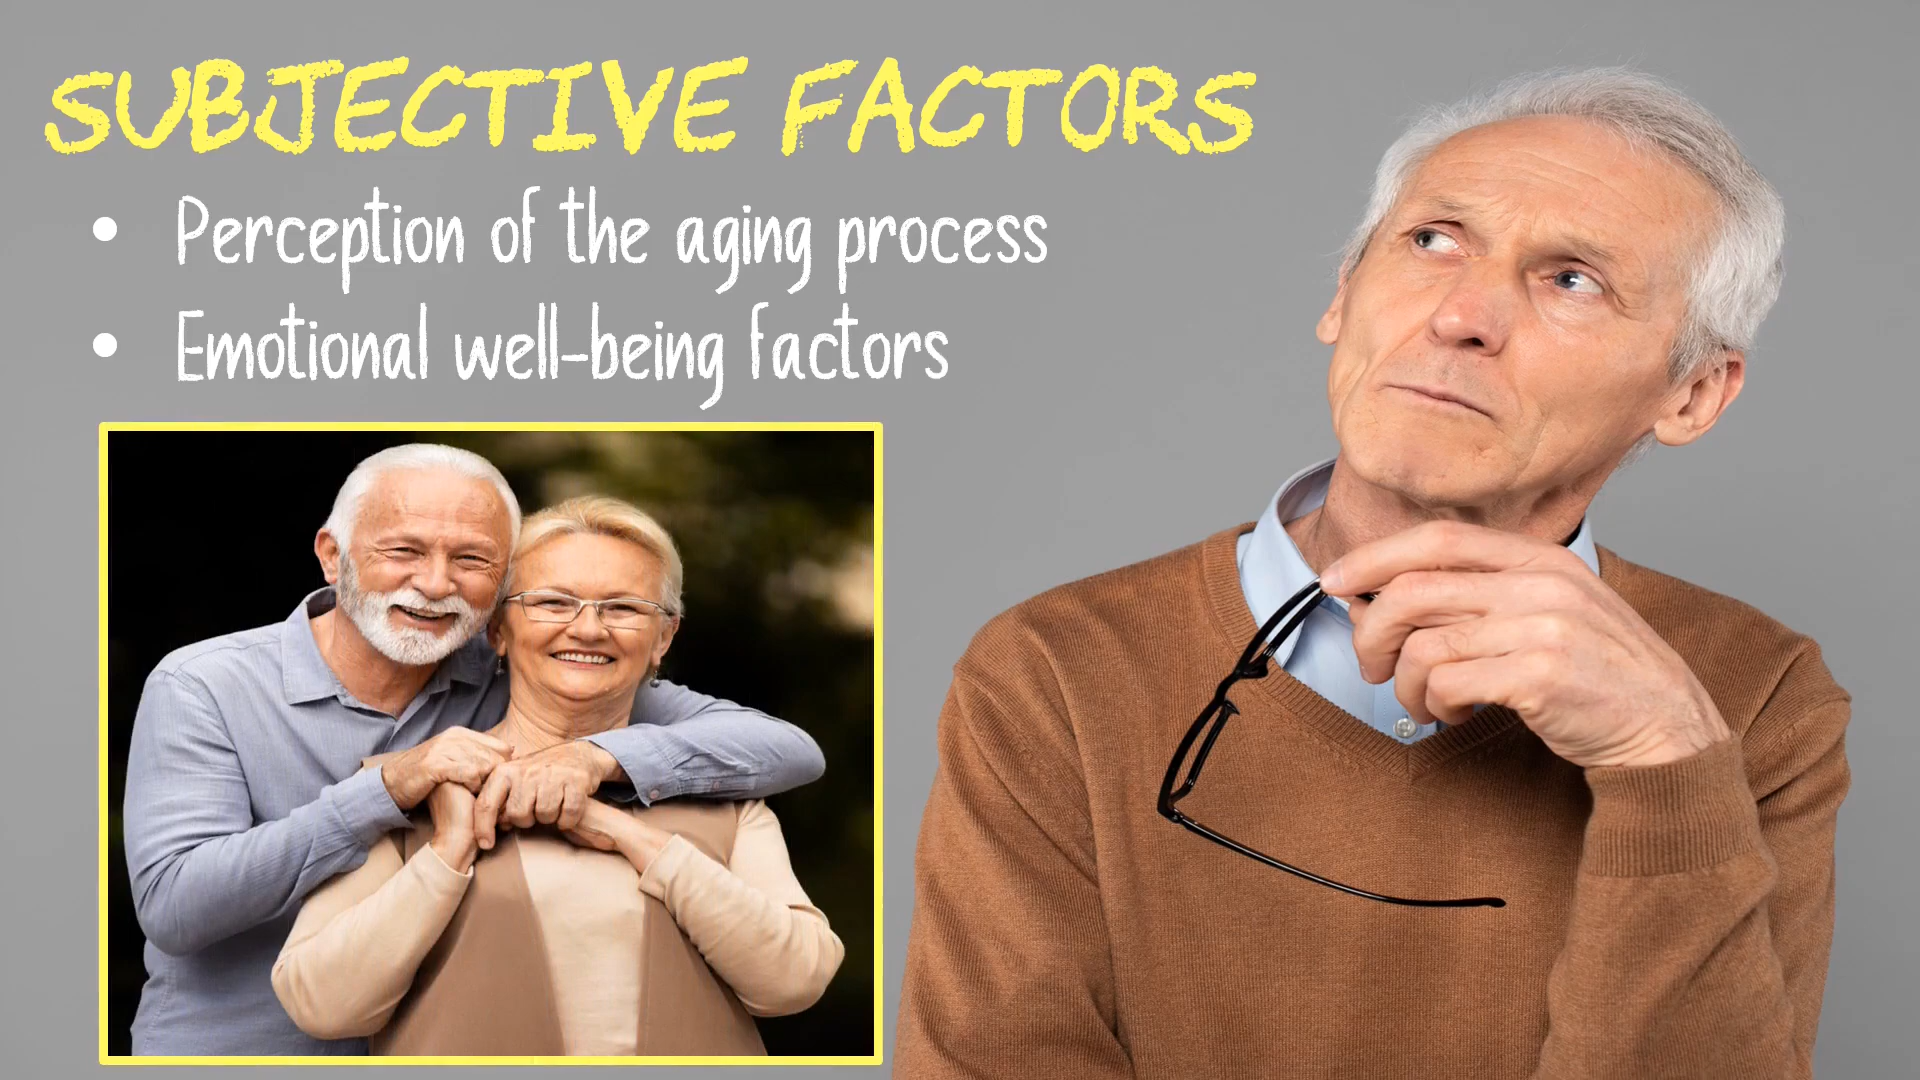 SUBJECTIVE FACTORS
• Perception of the aging process
• Emotional well-being factors